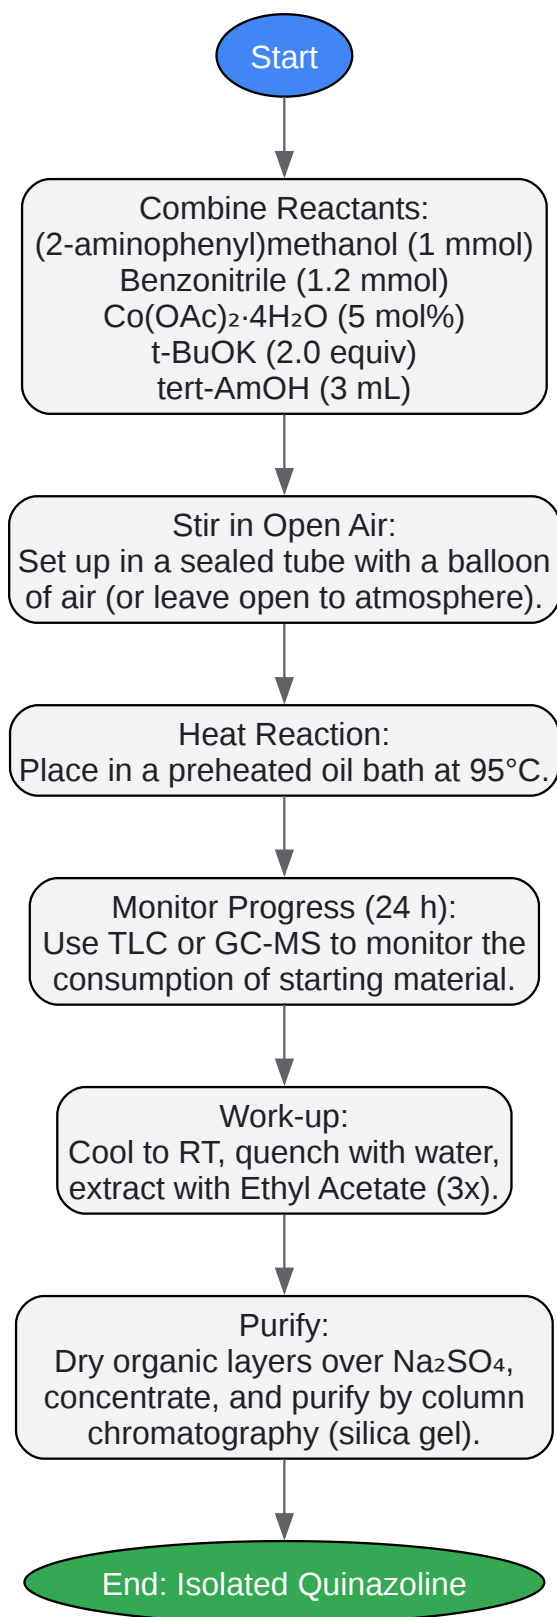 Start
Combine Reactants:
(2-aminophenyl)methanol (1 mmol)
Benzonitrile (1.2 mmol)
Co(OAc)₂·4H₂O (5 mol%)
t-BuOK (2.0 equiv)
tert-AmOH (3 mL)
Stir in Open Air:
Set up in a sealed tube with a balloon
of air (or leave open to atmosphere).
Heat Reaction:
Place in a preheated oil bath at 95°C.
Monitor Progress (24 h):
Use TLC or GC-MS to monitor the
consumption of starting material.
Work-up:
Cool to RT, quench with water,
extract with Ethyl Acetate (3x).
Purify:
Dry organic layers over Na₂SO₄,
concentrate, and purify by column
chromatography (silica gel).
End: Isolated Quinazoline